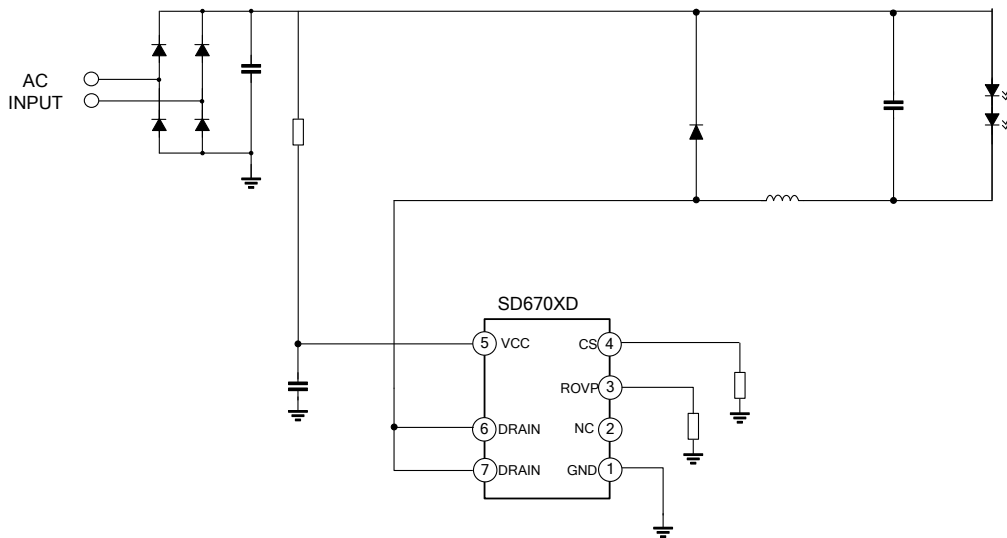 AC
INPUT
SD670XD
5 VCC CS 4
ROVP 3
6 DRAIN NC 2
7 DRAIN GND 1